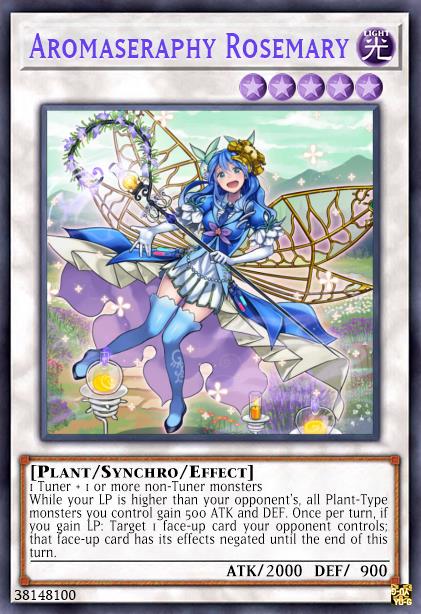 AROMASERAPHY ROSEMARY
LIGHT
光
[PLANT/SYNCHRO/EFFECT]
1 Tuner + 1 or more non-Tuner monsters
While your LP is higher than your opponent's, all Plant-Type
monsters you control gain 500 ATK and DEF. Once per turn, if
you gain LP: Target 1 face-up card your opponent controls;
that face-up card has its effects negated until the end of this
turn.
ATK/2000 DEF/ 900
38148100